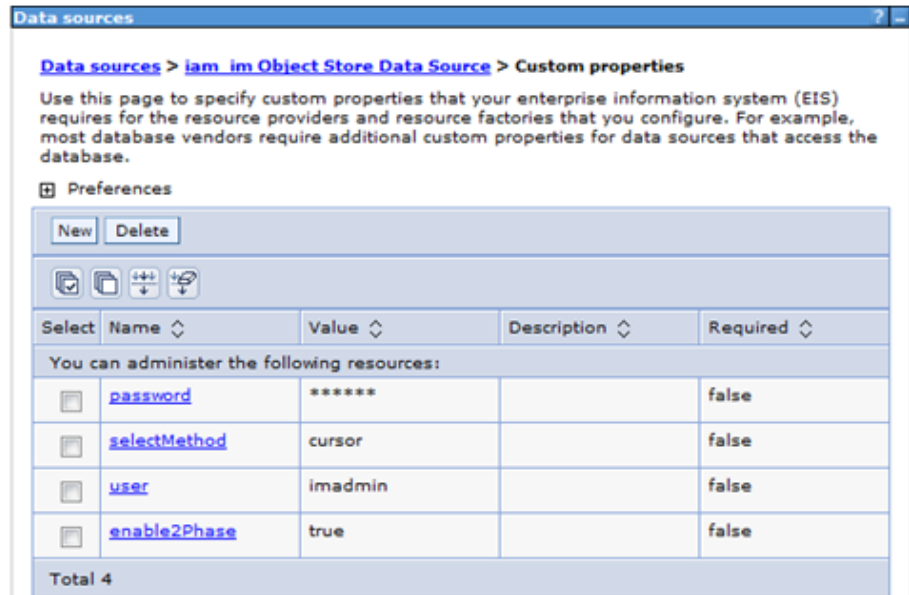 Data sources ? -
Data sources > iam_im Object Store Data Source > Custom properties
Use this page to specify custom properties that your enterprise information system (EIS)
requires for the resource providers and resource factories that you configure. For example,
most database vendors require additional custom properties for data sources that access the
database.
Preferences
New Delete
Select Name Value Description Required
You can administer the following resources:
password ****** false
selectMethod cursor false
user imadmin false
enable2Phase true false
Total 4